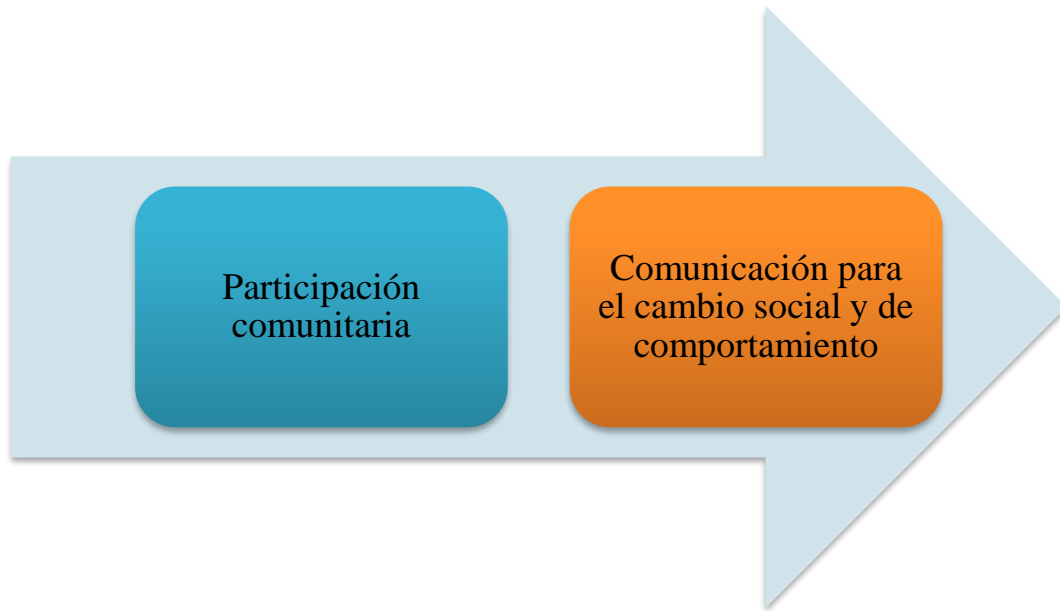 Participación
comunitaria
Comunicación para
el cambio social y de
comportamiento